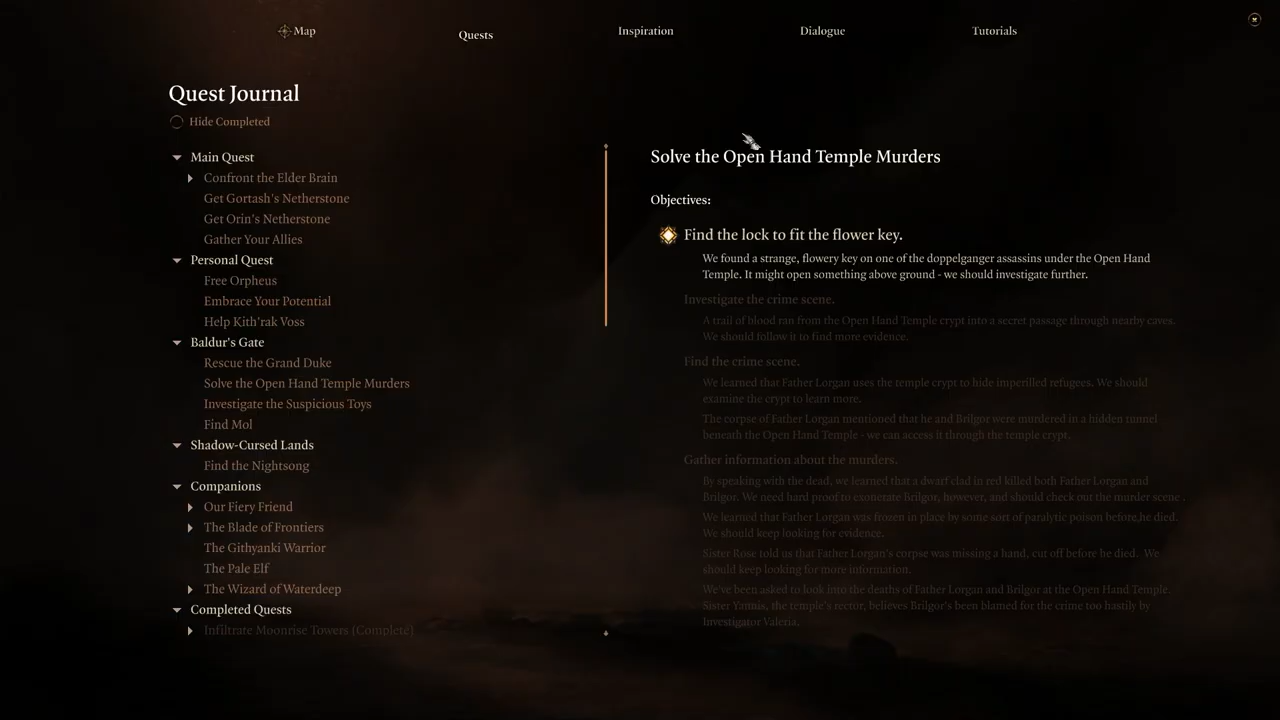 Map
Quests
Inspiration
Dialogue
Tutorials
Quest Journal
Hide Completed
Main Quest
Confront the Elder Brain
Get Gortash's Netherstone
Get Orin's Netherstone
Gather Your Allies
Personal Quest
Free Orpheus
Embrace Your Potential
Help Kith'rak Voss
Baldur's Gate
Rescue the Grand Duke
Solve the Open Hand Temple Murders
Investigate the Suspicious Toys
Find Mol
Shadow-Cursed Lands
Find the Nightsong
Companions
Our Fiery Friend
The Blade of Frontiers
The Githyanki Warrior
The Pale Elf
The Wizard of Waterdeep
Completed Quests
Infiltrate Moonrise Towers (Complete)
Solve the Open Hand Temple Murders
Objectives:
Find the lock to fit the flower key.
We found a strange, flowery key on one of the doppelganger assassins under the Open Hand
Temple. It might open something above ground - we should investigate further.
Investigate the crime scene.
A trail of blood ran from the Open Hand Temple crypt into a secret passage through nearby caves.
We should follow it to find more evidence.
Find the crime scene.
We learned that Father Lorgan uses the temple crypt to hide imperilled refugees. We should
examine the crypt to learn more.
The corpse of Father Lorgan mentioned that he and Brilgor were murdered in a hidden tunnel
beneath the Open Hand Temple - we can access it through the temple crypt.
Gather information about the murders.
By speaking with the dead, we learned that a dwarf clad in red killed both Father Lorgan and
Brilgor. We need hard proof to exonerate Brilgor, however, and should check out the murder scene .
We learned that Father Lorgan was frozen in place by some sort of paralytic poison before he died.
We should keep looking for evidence.
Sister Rose told us that Father Lorgan's corpse was missing a hand, cut off before he died. We
should keep looking for more information.
We've been asked to look into the deaths of Father Lorgan and Brilgor at the Open Hand Temple.
Sister Yannis, the temple's rector, believes Brilgor's been blamed for the crime too hastily by
Investigator Valeria.